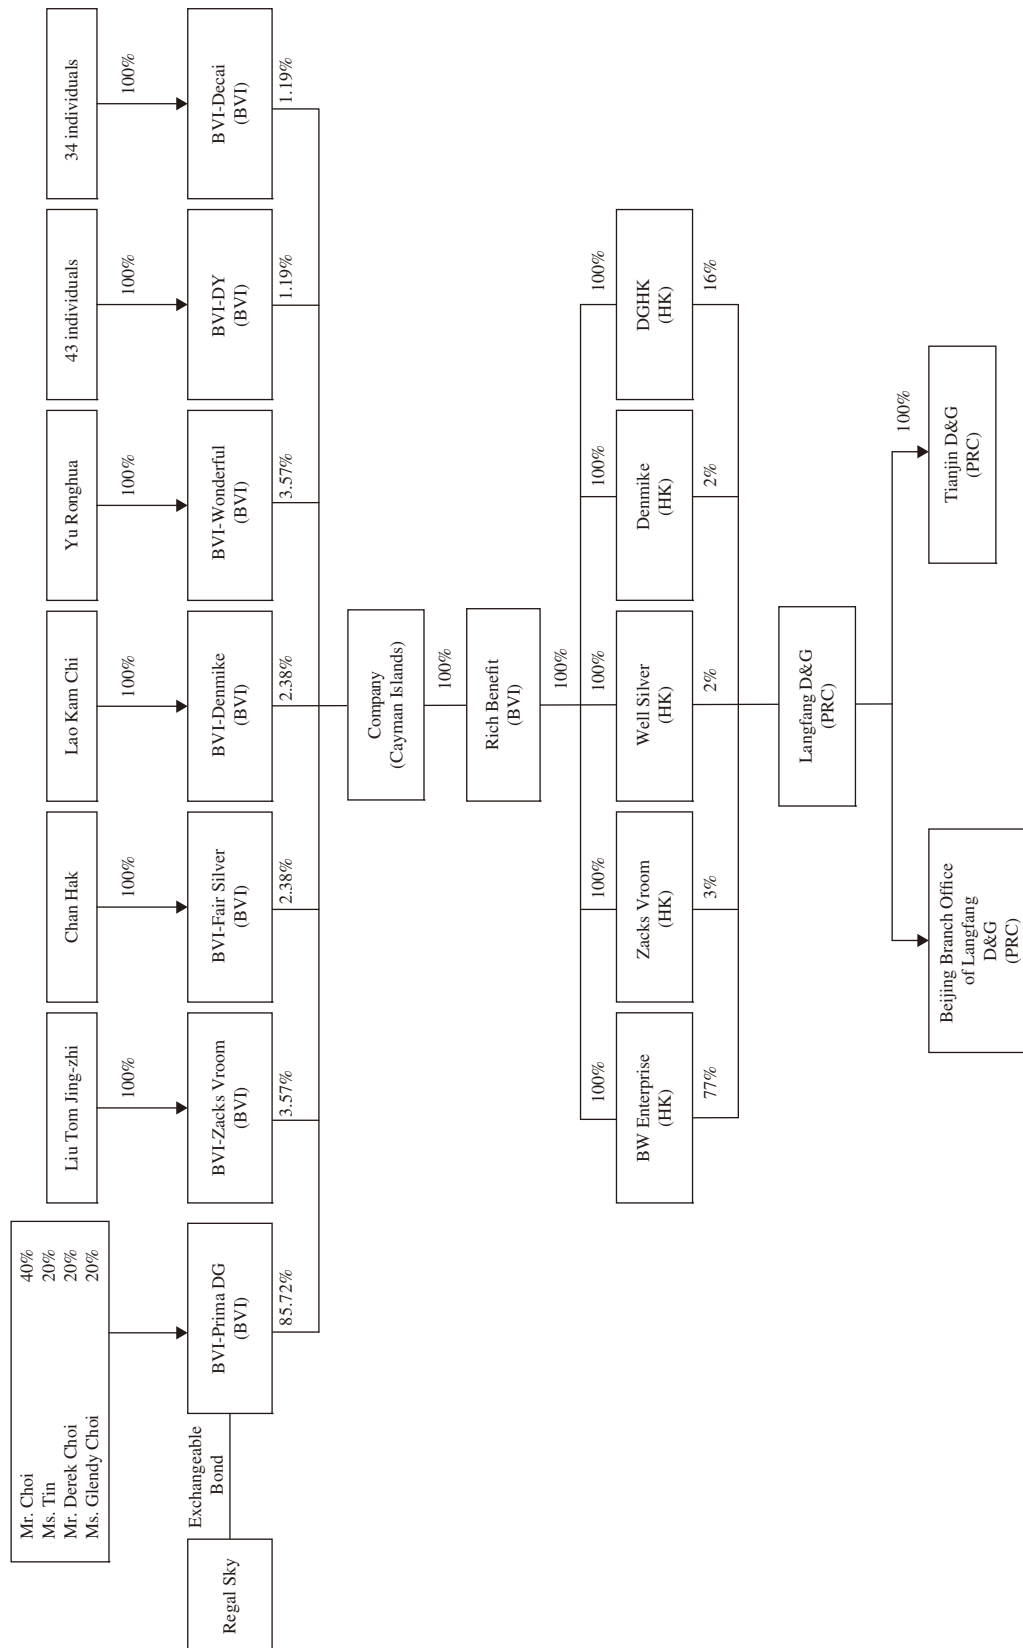 Mr. Choi 40%
Ms. Tin 20%
Mr. Derek Choi 20%
Ms. Glendy Choi 20%
Liu Tom Jing-zhi
Chan Hak
Lao Kam Chi
Yu Ronghua
43 individuals
34 individuals
100%
100%
100%
100%
100%
100%
Regal Sky
Exchangeable
Bond
BVI-Prima DG
(BVI)
BVI-Zacks Vroom
(BVI)
BVI-Fair Silver
(BVI)
BVI-Denmike
(BVI)
BVI-Wonderful
(BVI)
BVI-DY
(BVI)
BVI-Decai
(BVI)
85.72%
3.57%
2.38%
2.38%
3.57%
1.19%
1.19%
Company
(Cayman Islands)
100%
Rich Benefit
(BVI)
100%
100%
100%
100%
100%
100%
BW Enterprise
(HK)
Zacks Vroom
(HK)
Well Silver
(HK)
Denmike
(HK)
DGHK
(HK)
77%
3%
2%
2%
16%
Langfang D&G
(PRC)
100%
Beijing Branch Office
of Langfang
D&G
(PRC)
Tianjin D&G
(PRC)